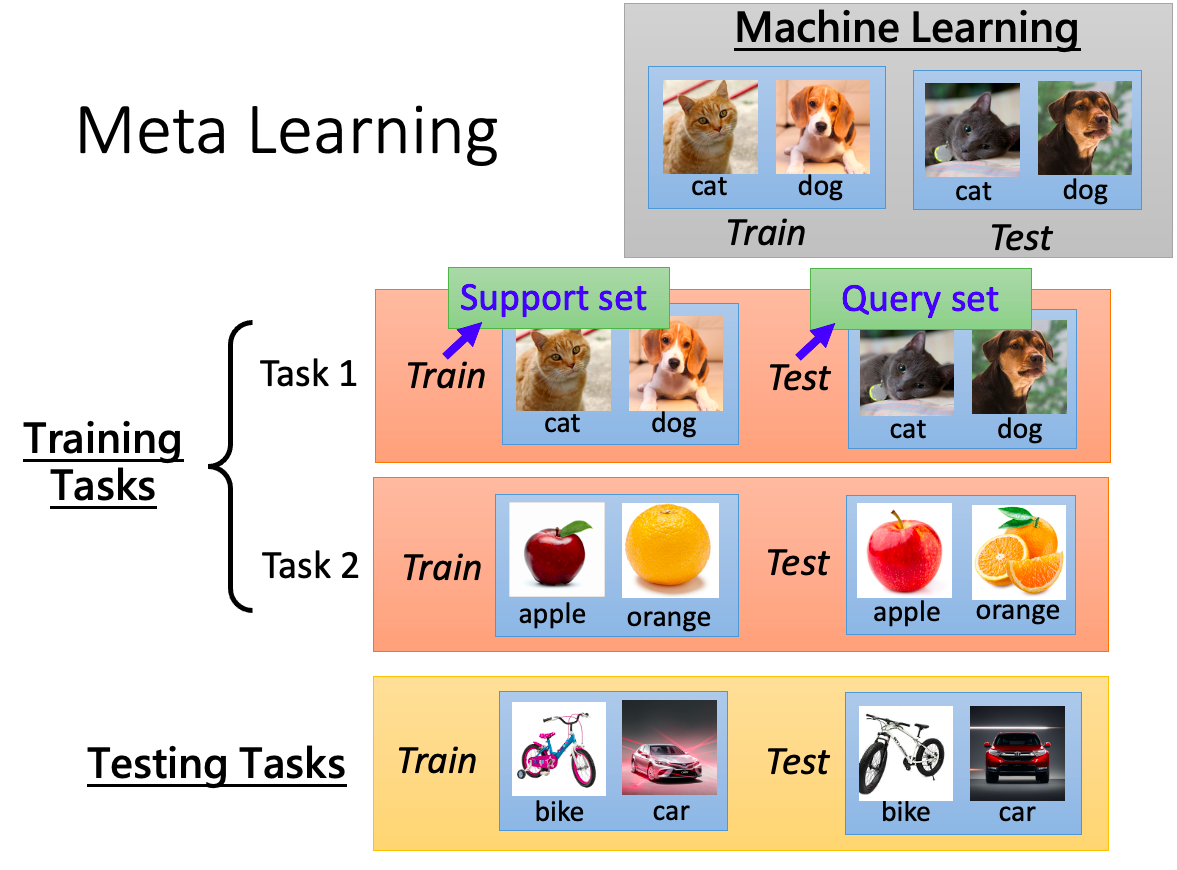 Machine Learning
Meta Learning
cat
dog
cat
dog
Train
Test
Support set
Query set
Training
Tasks
Task 1
Train
cat
dog
Test
cat
dog
Task 2
Train
apple
orange
Test
apple
orange
Testing Tasks
Train
bike
car
Test
bike
car